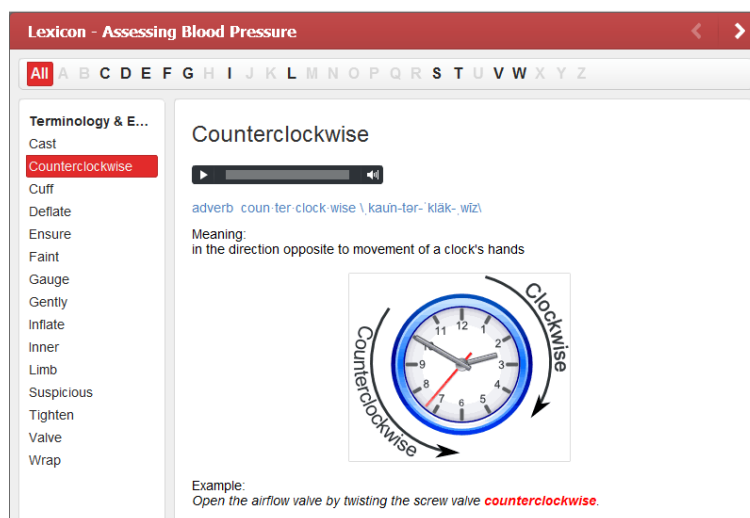 Lexicon - Assessing Blood Pressure
All A B C D E F G H I J K L M N O P Q R S T U V W X Y Z
Terminology & E...
Cast
Counterclockwise
Cuff
Deflate
Ensure
Faint
Gauge
Gently
Inflate
Inner
Limb
Suspicious
Tighten
Valve
Wrap
Counterclockwise
adverb coun·ter·clock·wise \ˌkau̇n-tər-ˈkläk-ˌwīz\
Meaning:
in the direction opposite to movement of a clock's hands
Clockwise
Counterclockwise
12
1
2
3
4
5
6
7
8
9
10
11
Example:
Open the airflow valve by twisting the screw valve counterclockwise.